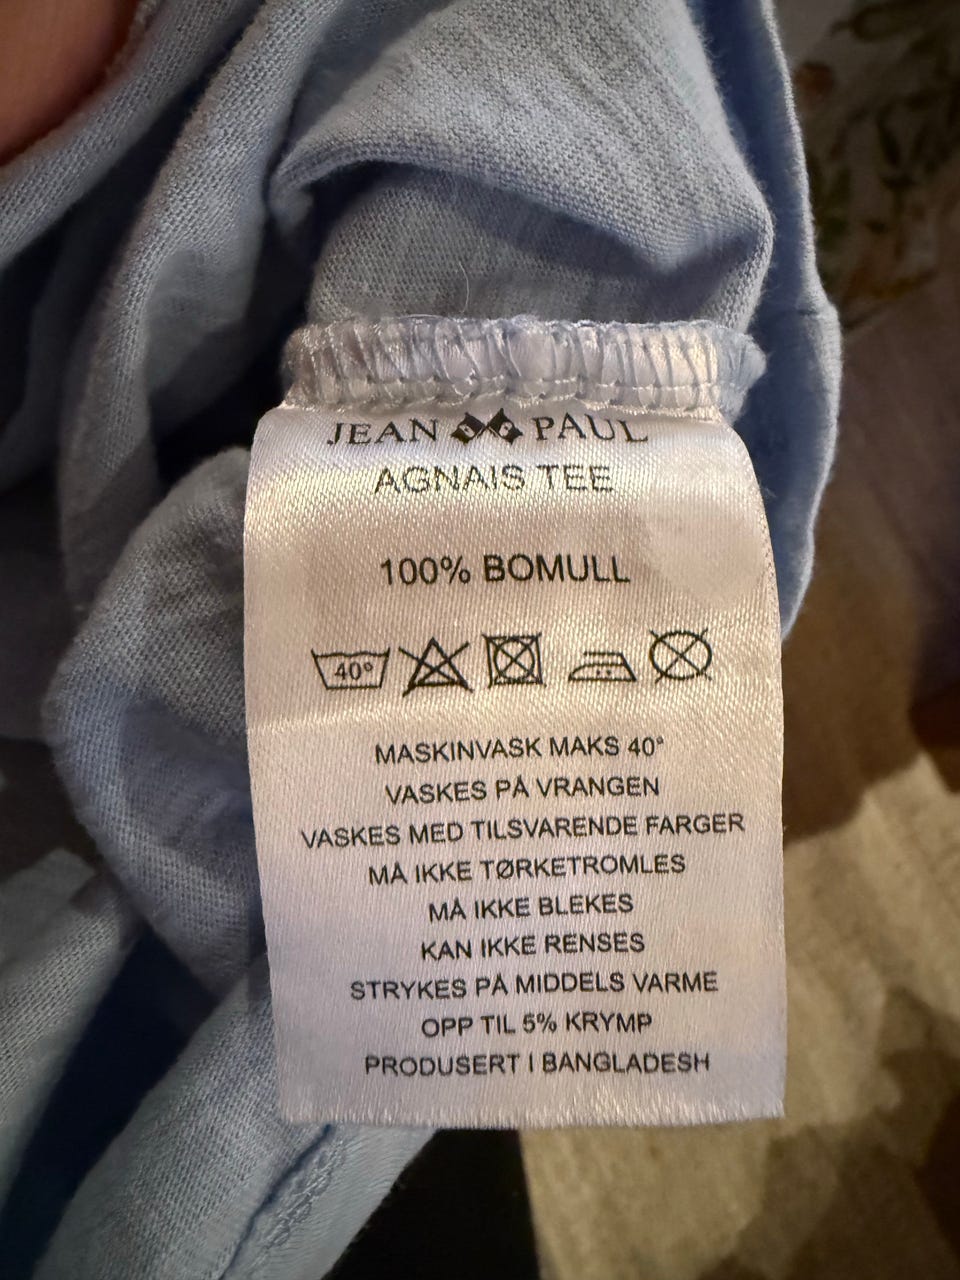 JEAN PAUL
AGNAIS TEE
100% BOMULL
40°
MASKINVASK MAKS 40°
VASKES PÅ VRANGEN
VASKES MED TILSVARENDE FARGER
MÅ IKKE TØRKETROMLES
MÅ IKKE BLEKES
KAN IKKE RENSES
STRYKES PÅ MIDDELS VARME
OPP TIL 5% KRYMP
PRODUSERT I BANGLADESH